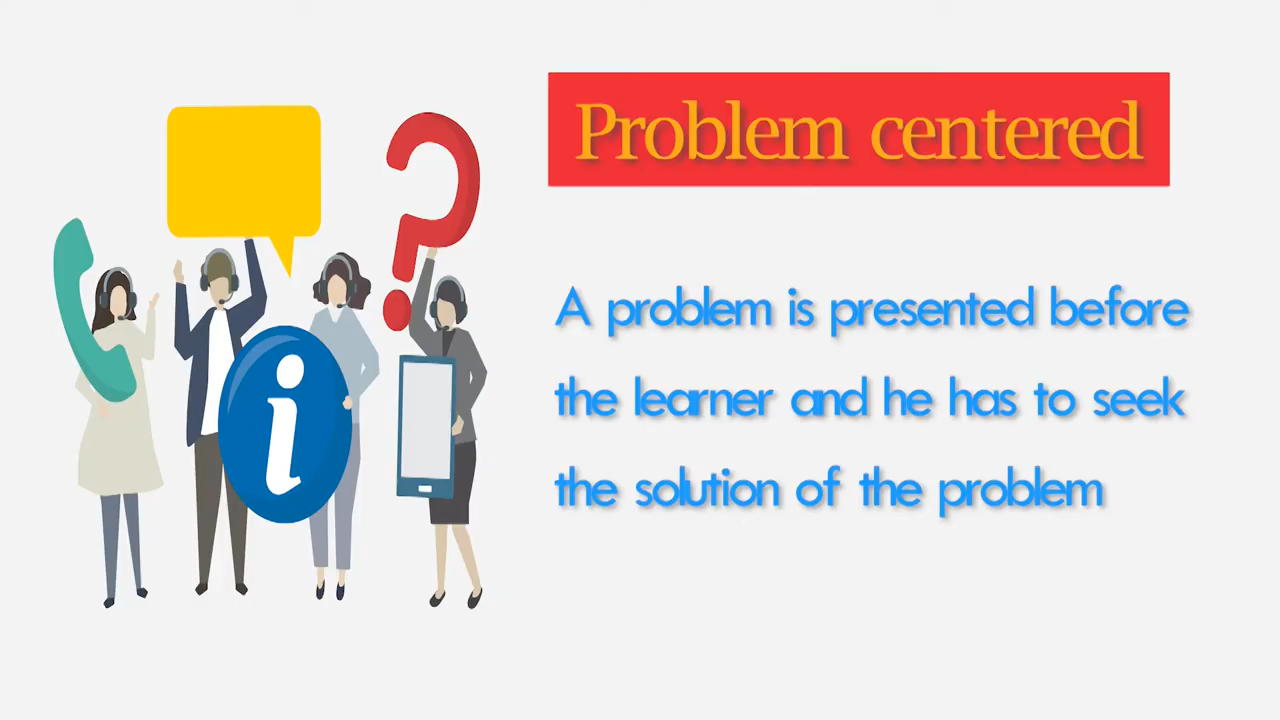 Problem centered
A problem is presented before
the learner and he has to seek
the solution of the problem
i
?